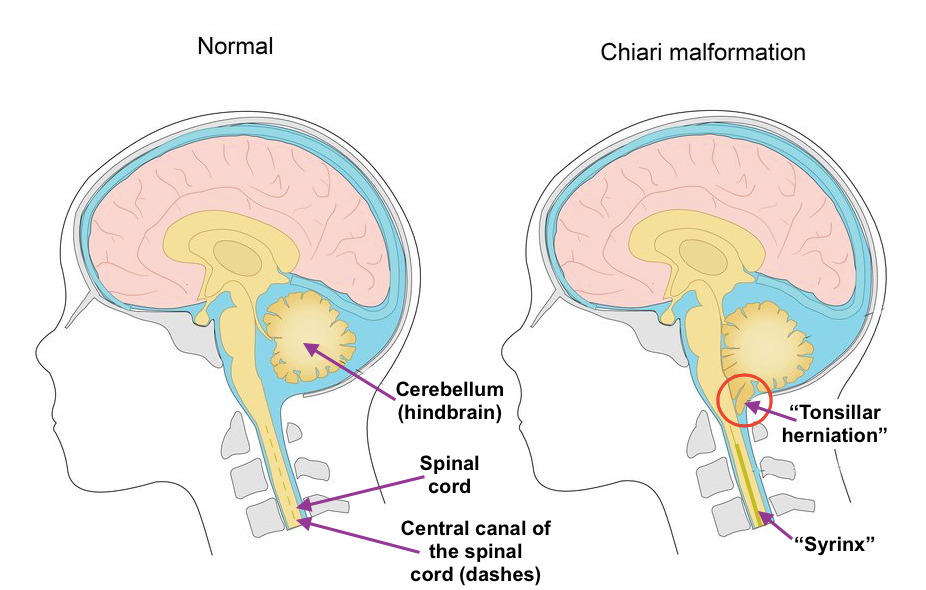 Normal
Chiari malformation
Cerebellum
(hindbrain)
“Tonsillar
herniation”
Spinal
cord
Central canal of
the spinal
cord (dashes)
“Syrinx”